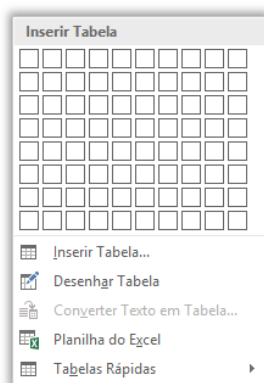 Inserir Tabela
Inserir Tabela...
Desenhar Tabela
Converter Texto em Tabela...
Planilha do Excel
Tabelas Rápidas